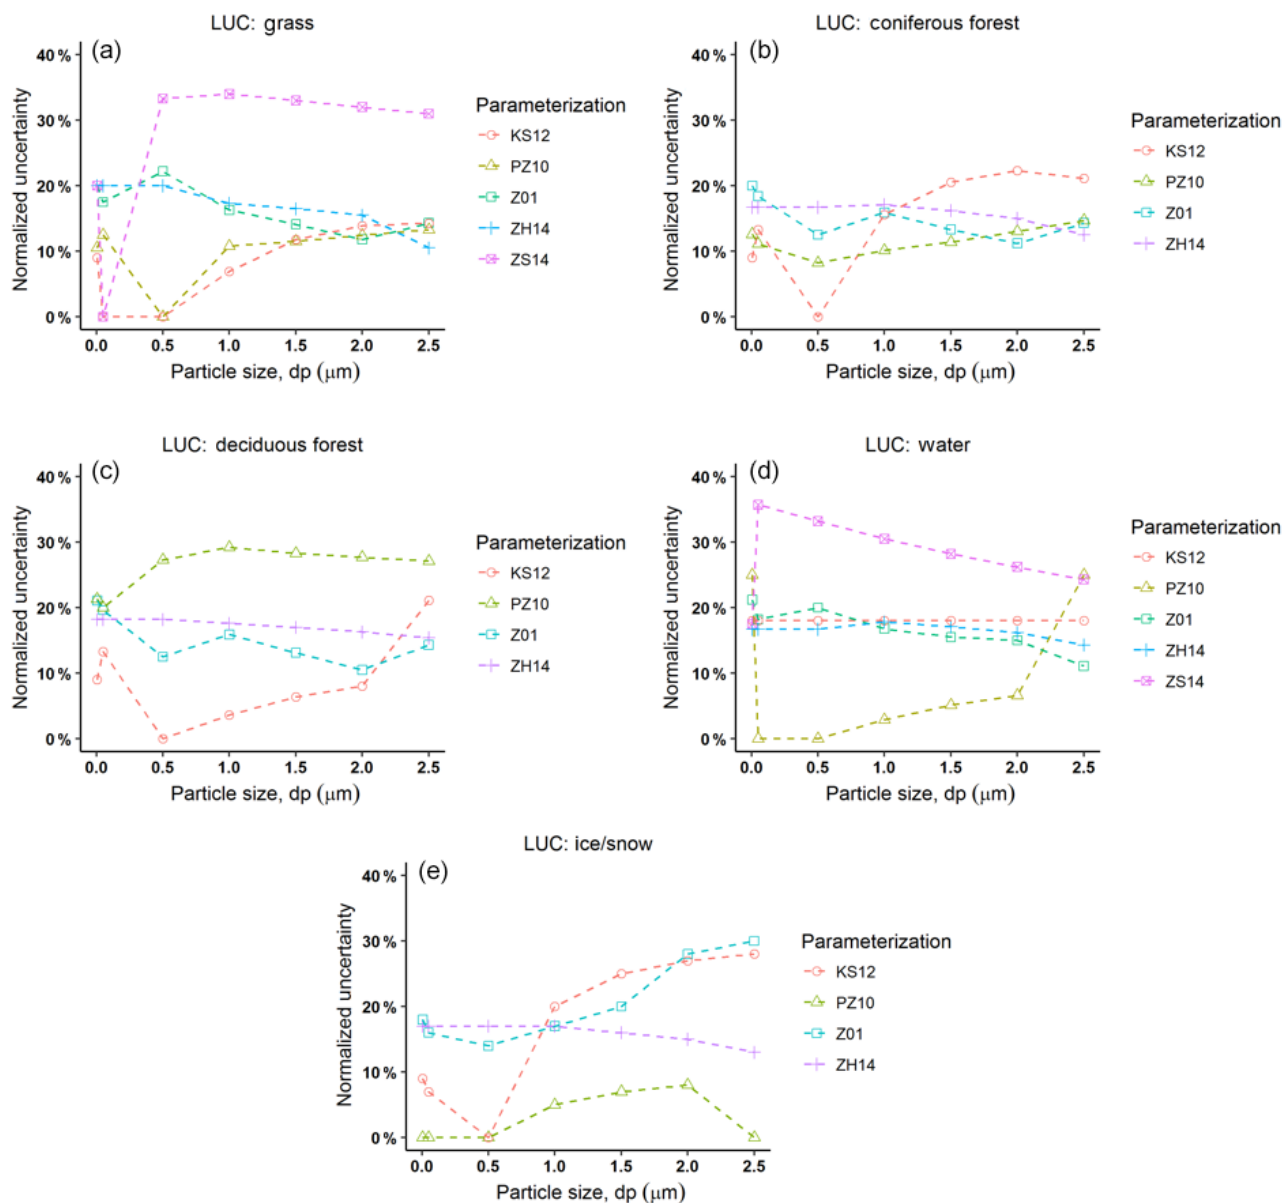 LUC: grass
(a)
40 %
30 %
20 %
10 %
0 %
Normalized uncertainty
0.0 0.5 1.0 1.5 2.0 2.5
Particle size, dp (μm)
Parameterization
KS12
PZ10
Z01
ZH14
ZS14
LUC: coniferous forest
(b)
40 %
30 %
20 %
10 %
0 %
Normalized uncertainty
0.0 0.5 1.0 1.5 2.0 2.5
Particle size, dp (μm)
Parameterization
KS12
PZ10
Z01
ZH14
LUC: deciduous forest
(c)
40 %
30 %
20 %
10 %
0 %
Normalized uncertainty
0.0 0.5 1.0 1.5 2.0 2.5
Particle size, dp (μm)
Parameterization
KS12
PZ10
Z01
ZH14
LUC: water
(d)
40 %
30 %
20 %
10 %
0 %
Normalized uncertainty
0.0 0.5 1.0 1.5 2.0 2.5
Particle size, dp (μm)
Parameterization
KS12
PZ10
Z01
ZH14
ZS14
LUC: ice/snow
(e)
40 %
30 %
20 %
10 %
0 %
Normalized uncertainty
0.0 0.5 1.0 1.5 2.0 2.5
Particle size, dp (μm)
Parameterization
KS12
PZ10
Z01
ZH14